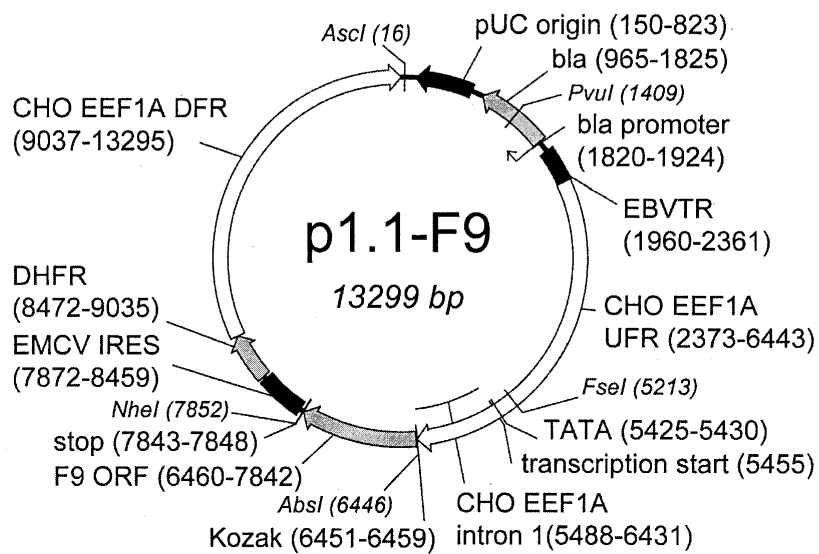 AscI (16)
pUC origin (150-823)
bla (965-1825)
PvuI (1409)
bla promoter
(1820-1924)
EBVTR
(1960-2361)
CHO EEF1A
UFR (2373-6443)
FseI (5213)
TATA (5425-5430)
transcription start (5455)
CHO EEF1A
intron 1(5488-6431)
Kozak (6451-6459)
AbsI (6446)
F9 ORF (6460-7842)
stop (7843-7848)
NheI (7852)
EMCV IRES
(7872-8459)
DHFR
(8472-9035)
CHO EEF1A DFR
(9037-13295)
p1.1-F9
13299 bp